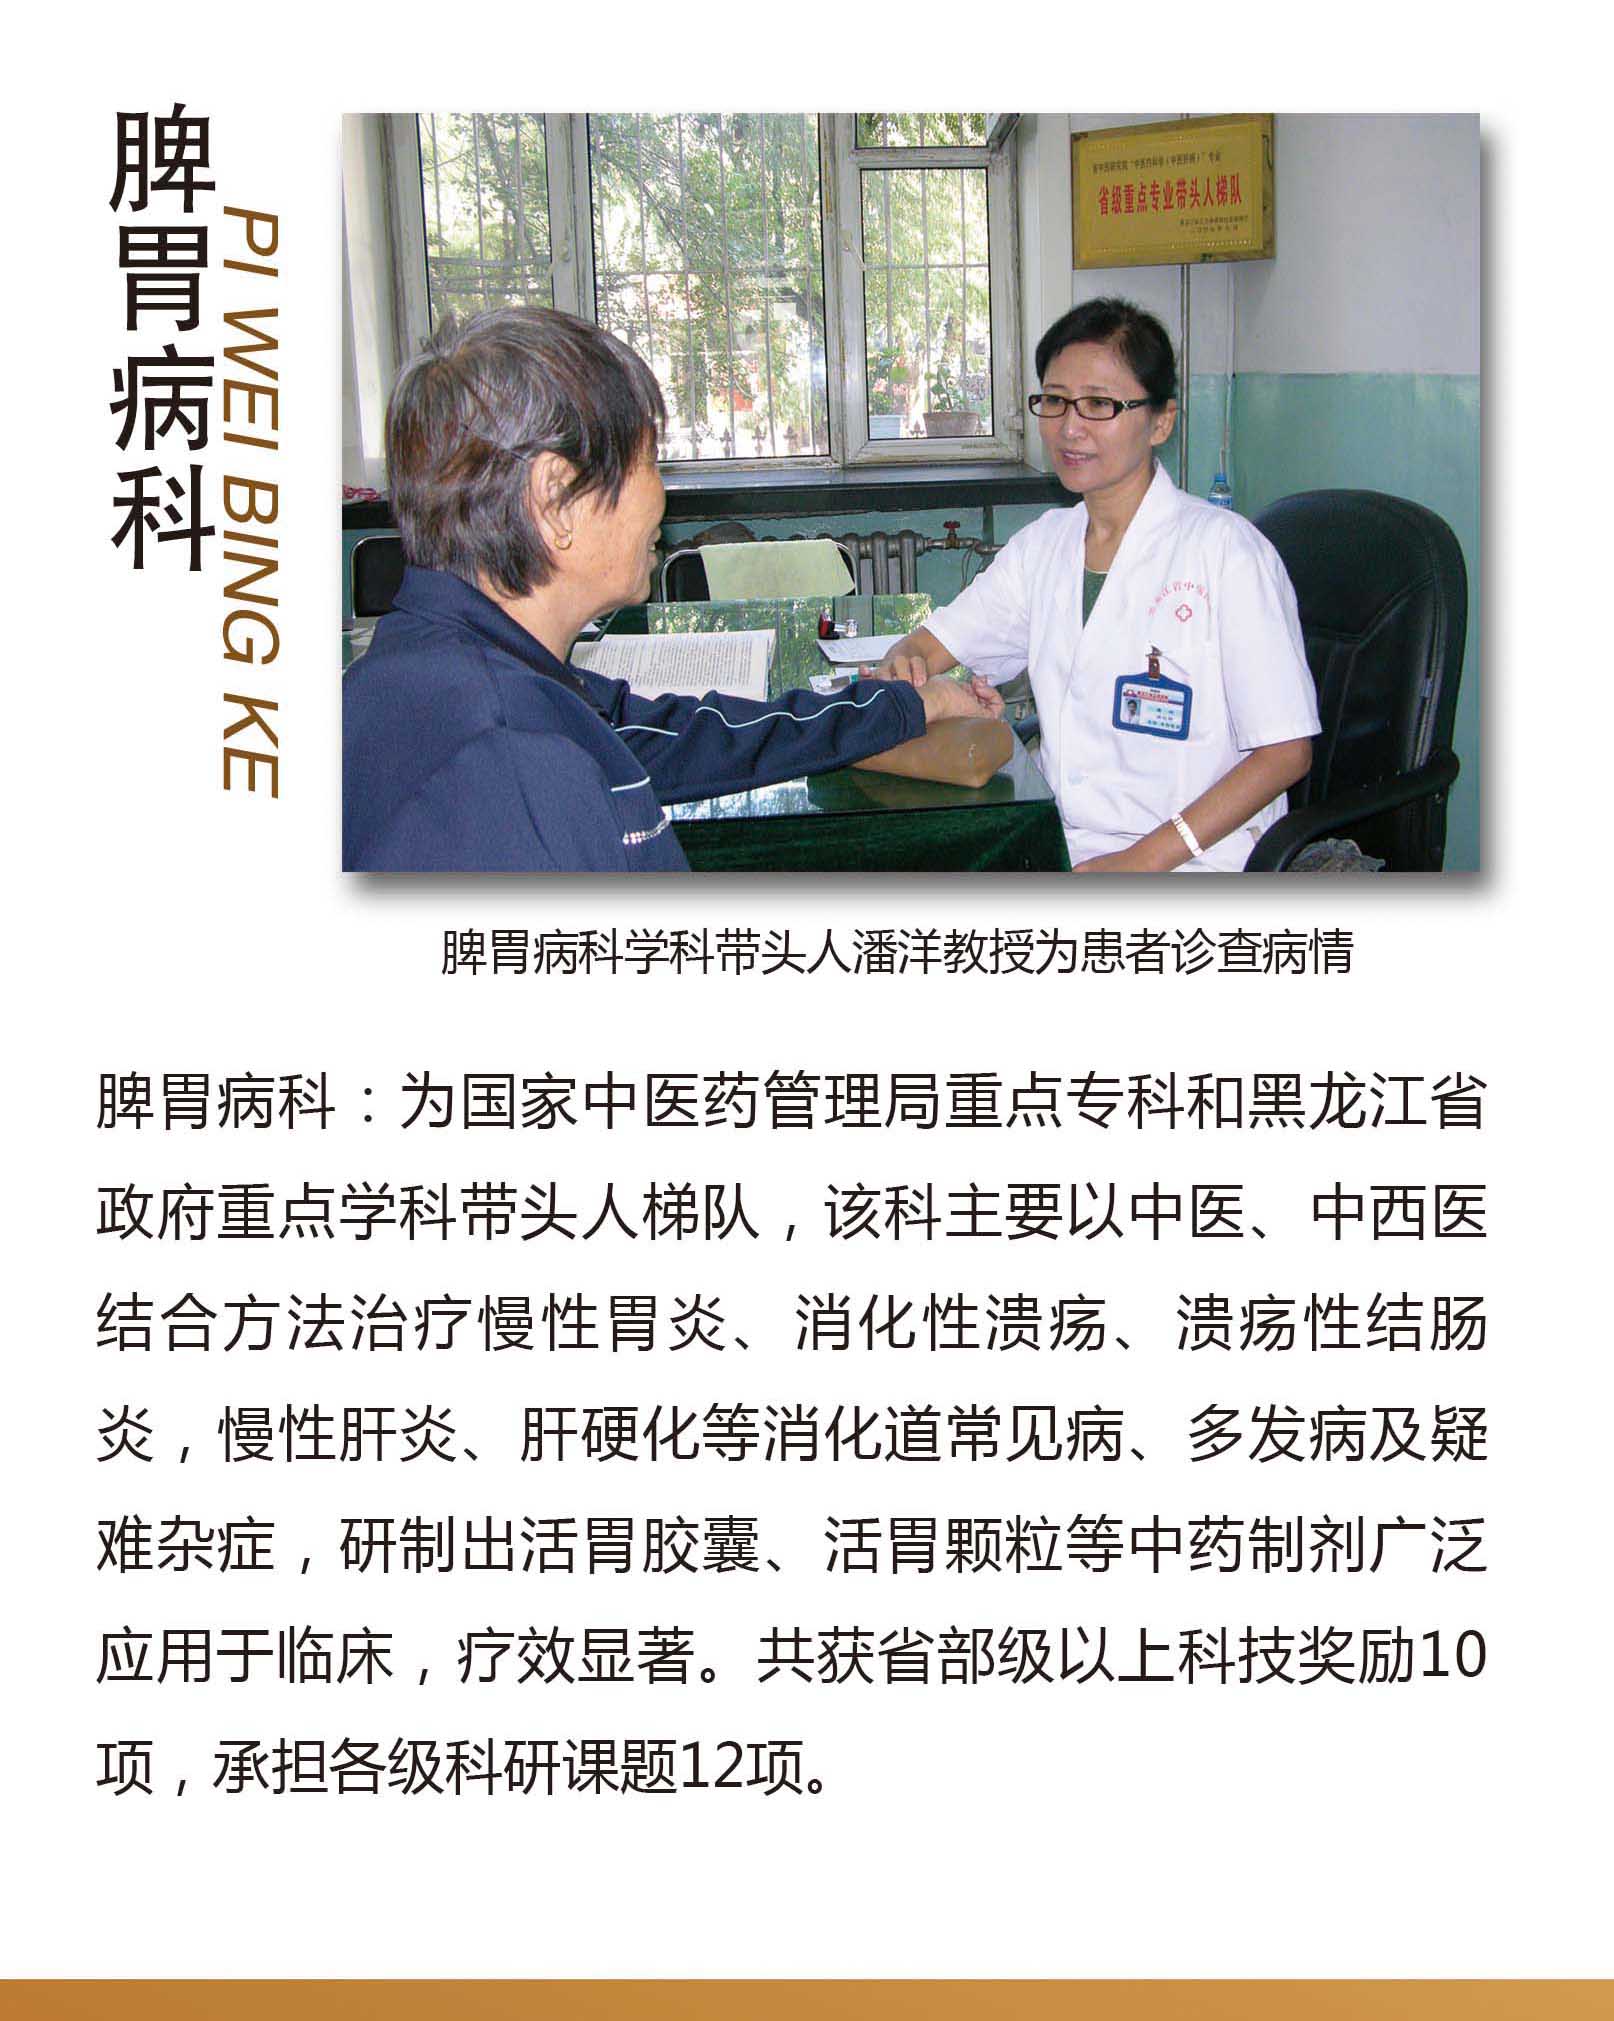 脾胃病科
PI WEI BING KE
省级重点专业带头人梯队
脾胃病科学科带头人潘洋教授为患者诊查病情
脾胃病科：为国家中医药管理局重点专科和黑龙江省
政府重点学科带头人梯队，该科主要以中医、中西医
结合方法治疗慢性胃炎、消化性溃疡、溃疡性结肠
炎，慢性肝炎、肝硬化等消化道常见病、多发病及疑
难杂症，研制出活胃胶囊、活胃颗粒等中药制剂广泛
应用于临床，疗效显著。共获省部级以上科技奖励10
项，承担各级科研课题12项。